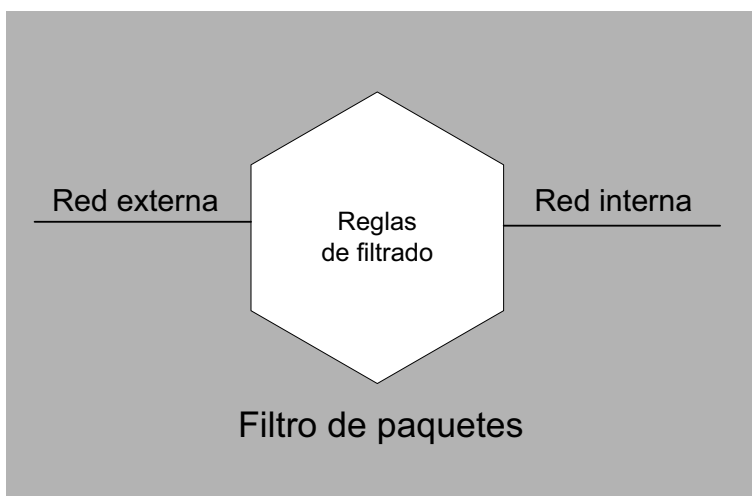 Red externa
Red interna
Reglas
de filtrado
Filtro de paquetes